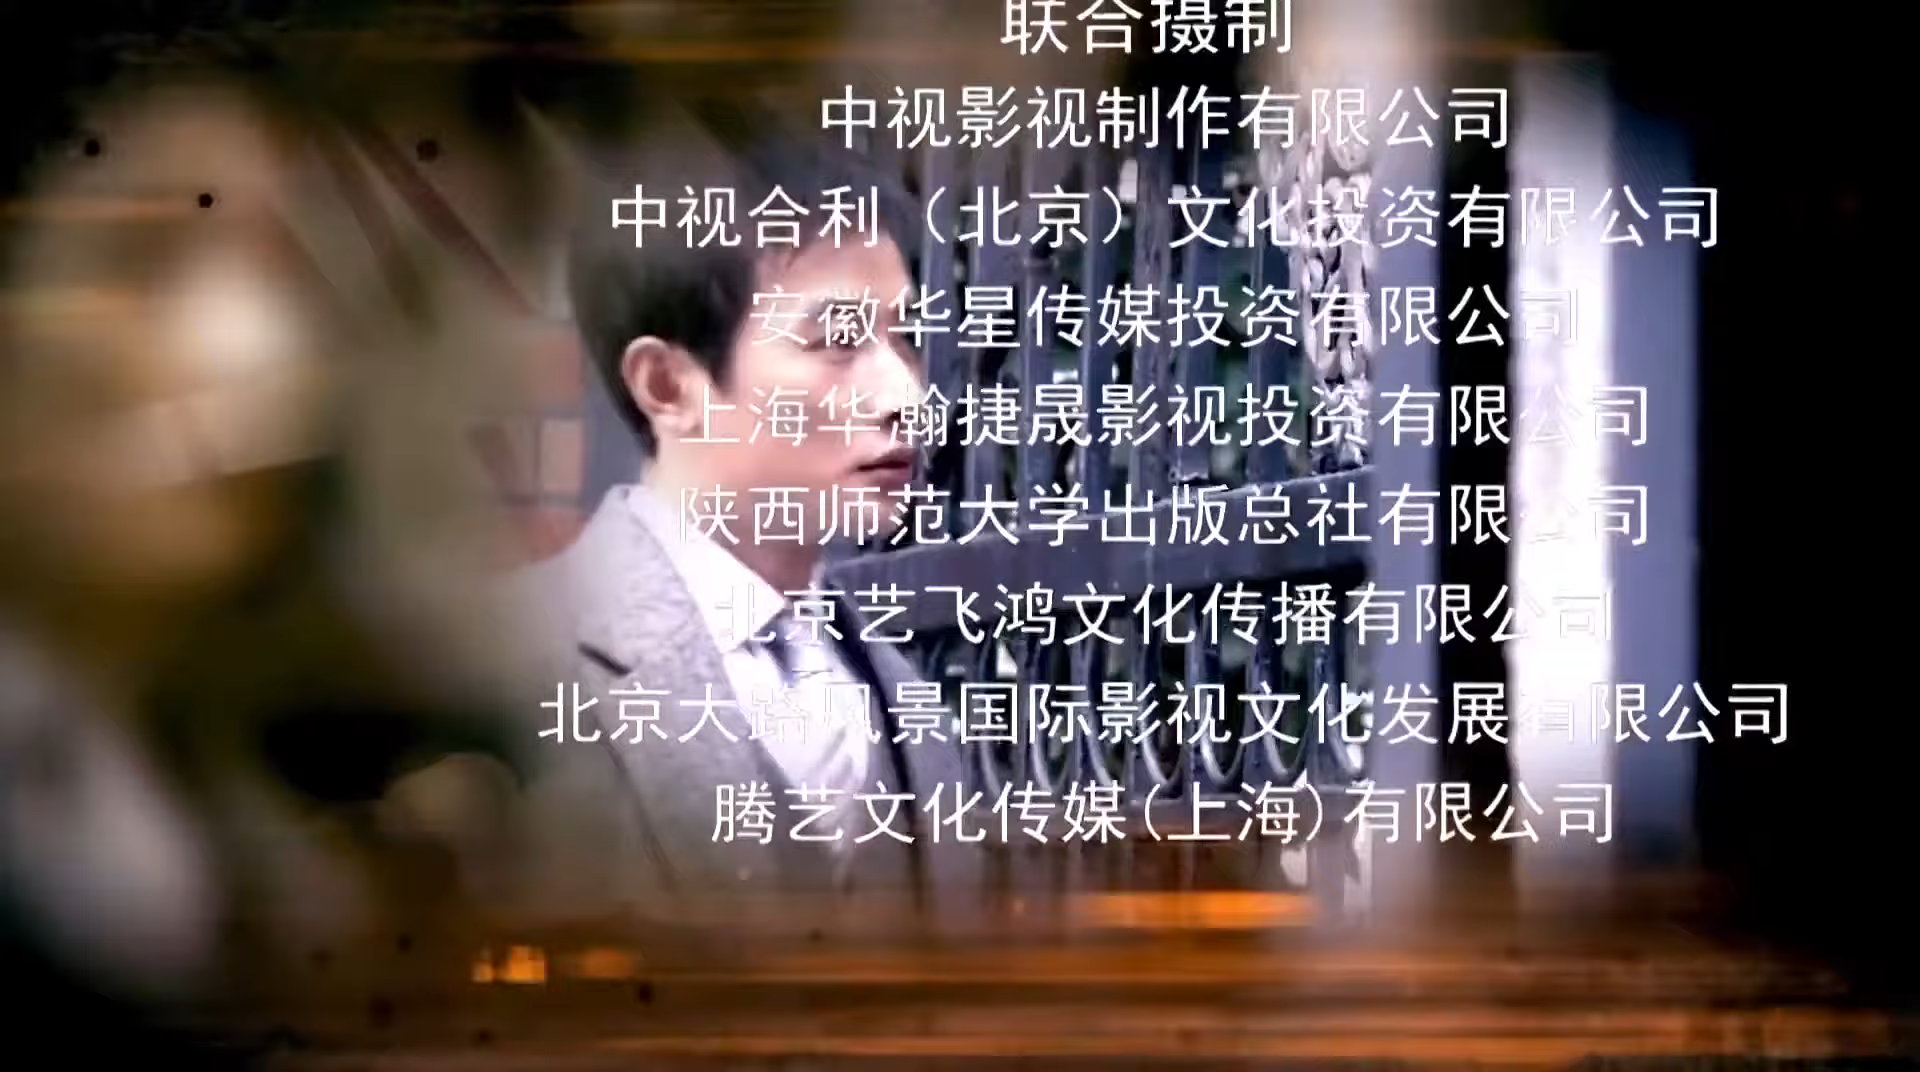 联合摄制
中视影视制作有限公司
中视合利（北京）文化投资有限公司
安徽华星传媒投资有限公司
上海华瀚捷晟影视投资有限公司
陕西师范大学出版总社有限公司
北京艺飞鸿文化传播有限公司
北京大路风景国际影视文化发展有限公司
腾艺文化传媒(上海)有限公司